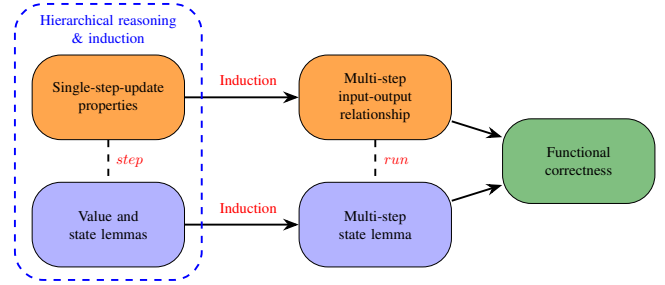 Hierarchical reasoning
& induction
Single-step-update
properties
Induction
Multi-step
input-output
relationship
step
run
Functional
correctness
Value and
state lemmas
Induction
Multi-step
state lemma